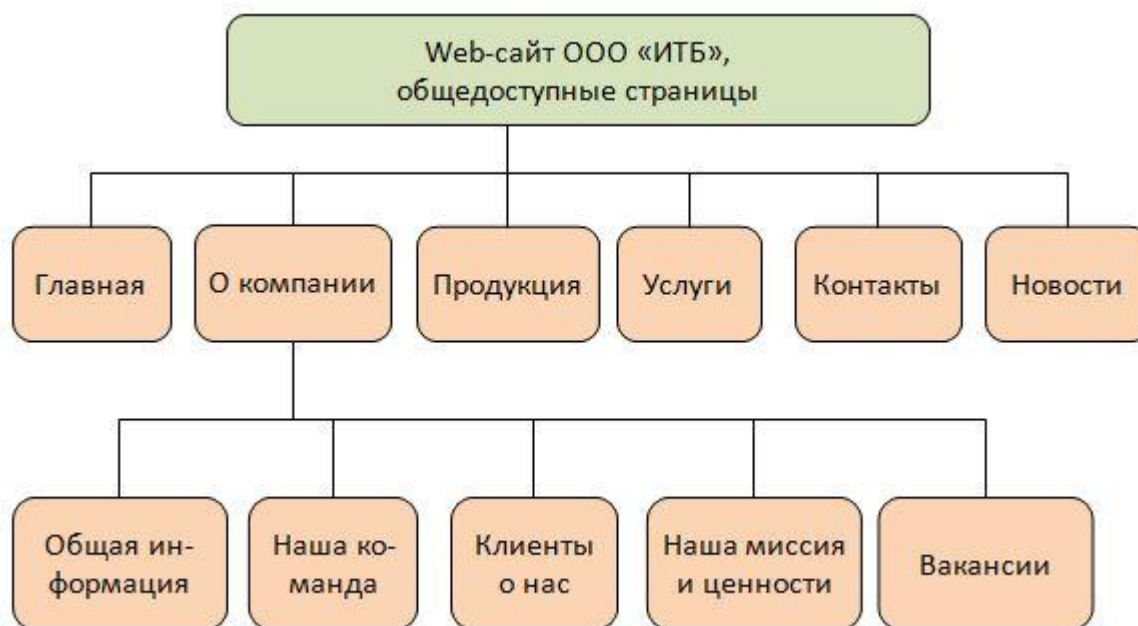 Web-сайт ООО «ИТБ»,
общедоступные страницы
Главная
О компании
Продукция
Услуги
Контакты
Новости
Общая ин-
формация
Наша ко-
манда
Клиенты
о нас
Наша миссия
и ценности
Вакансии